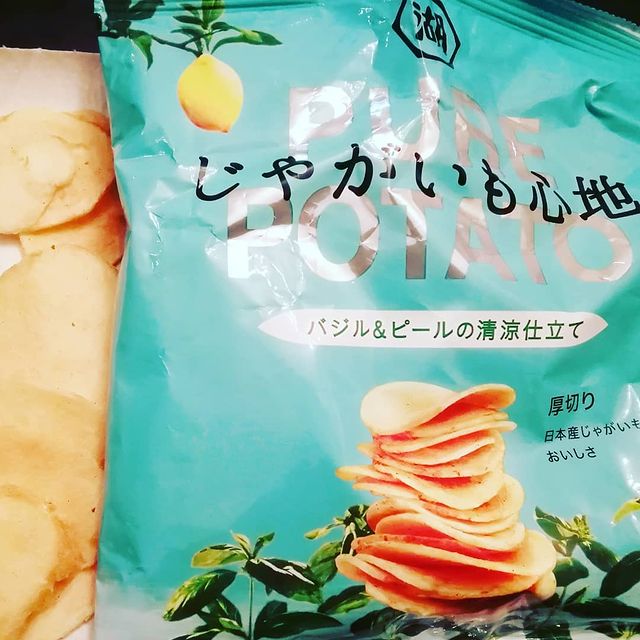 湖
PURE
じゃがいも心地
POTATO
バジル&ピールの清涼仕立て
厚切り
日本産じゃがいも
おいしさ